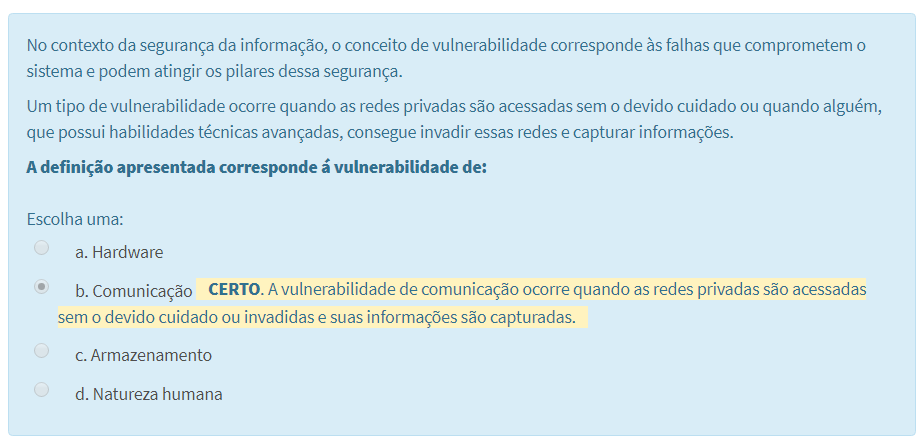 No contexto da segurança da informação, o conceito de vulnerabilidade corresponde às falhas que comprometem o
sistema e podem atingir os pilares dessa segurança.
Um tipo de vulnerabilidade ocorre quando as redes privadas são acessadas sem o devido cuidado ou quando alguém,
que possui habilidades técnicas avançadas, consegue invadir essas redes e capturar informações.
A definição apresentada corresponde á vulnerabilidade de:
Escolha uma:
a. Hardware
b. Comunicação CERTO. A vulnerabilidade de comunicação ocorre quando as redes privadas são acessadas
sem o devido cuidado ou invadidas e suas informações são capturadas.
c. Armazenamento
d. Natureza humana